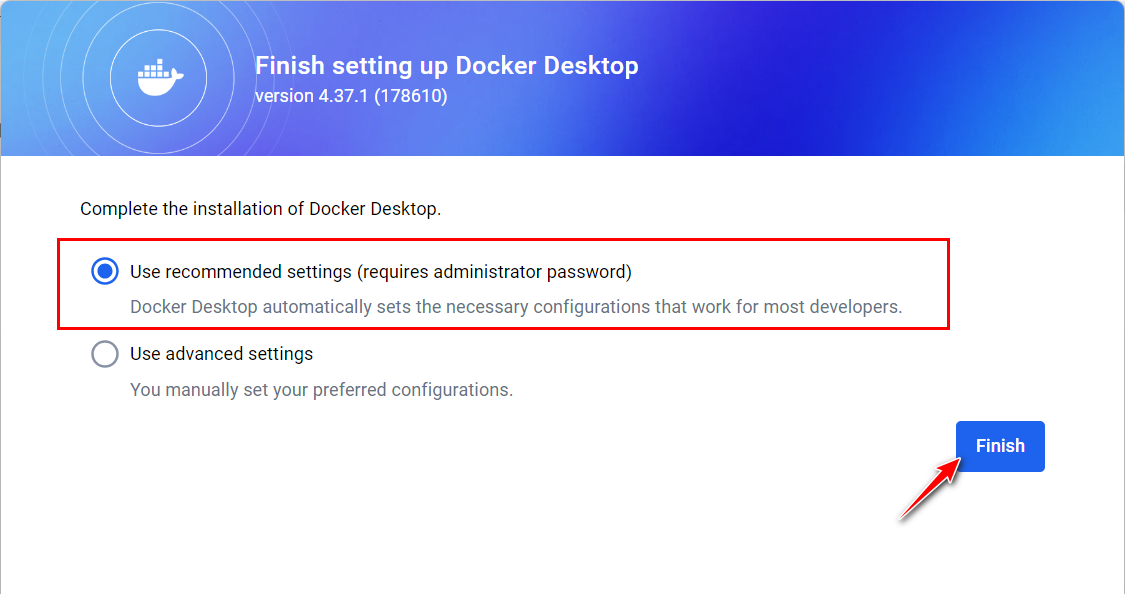 Finish setting up Docker Desktop
version 4.37.1 (178610)
Complete the installation of Docker Desktop.
Use recommended settings (requires administrator password)
Docker Desktop automatically sets the necessary configurations that work for most developers.
Use advanced settings
You manually set your preferred configurations.
Finish